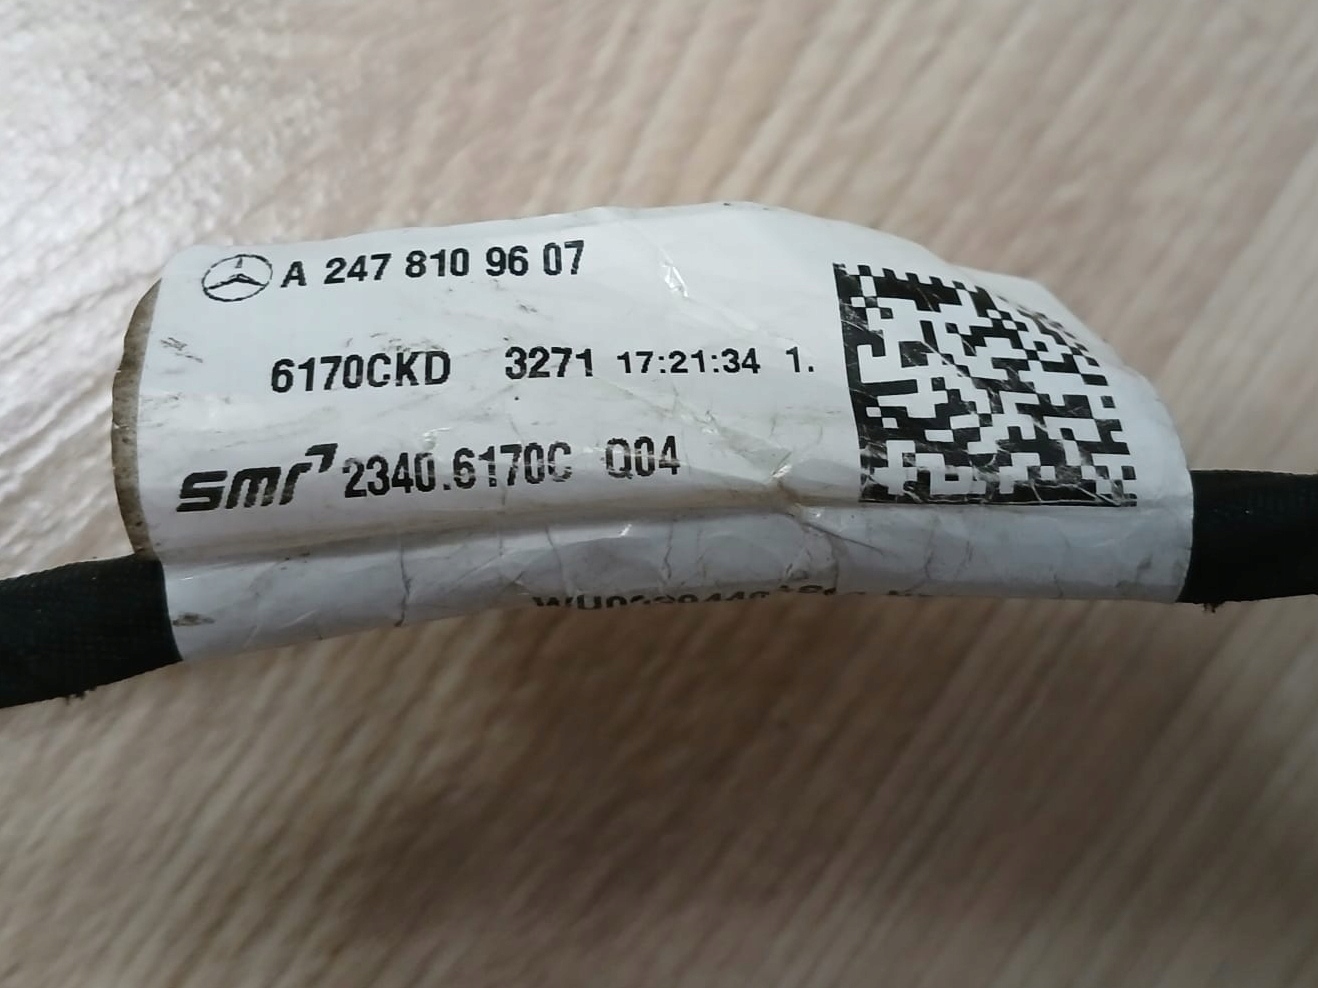 A 247 810 96 07
6170CKD 3271 17:21:34 1.
smr 2340.6170C Q04